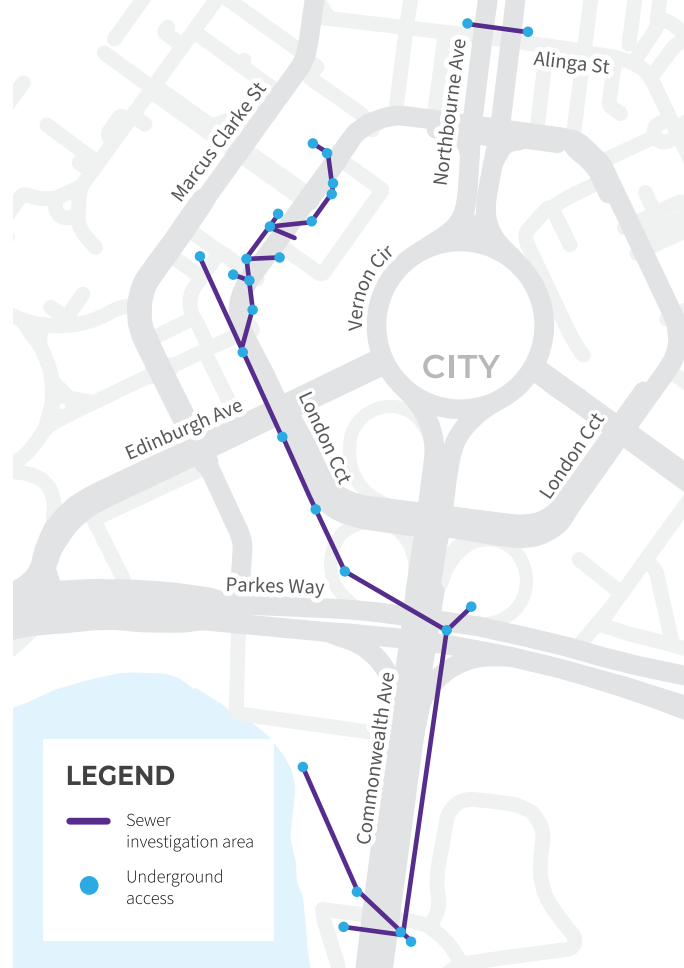 Alinga St
Northbourne Ave
Marcus Clarke St
Vernon Cir
CITY
Edinburgh Ave
London Cct
London Cct
Parkes Way
Commonwealth Ave
LEGEND
Sewer
investigation area
Underground
access